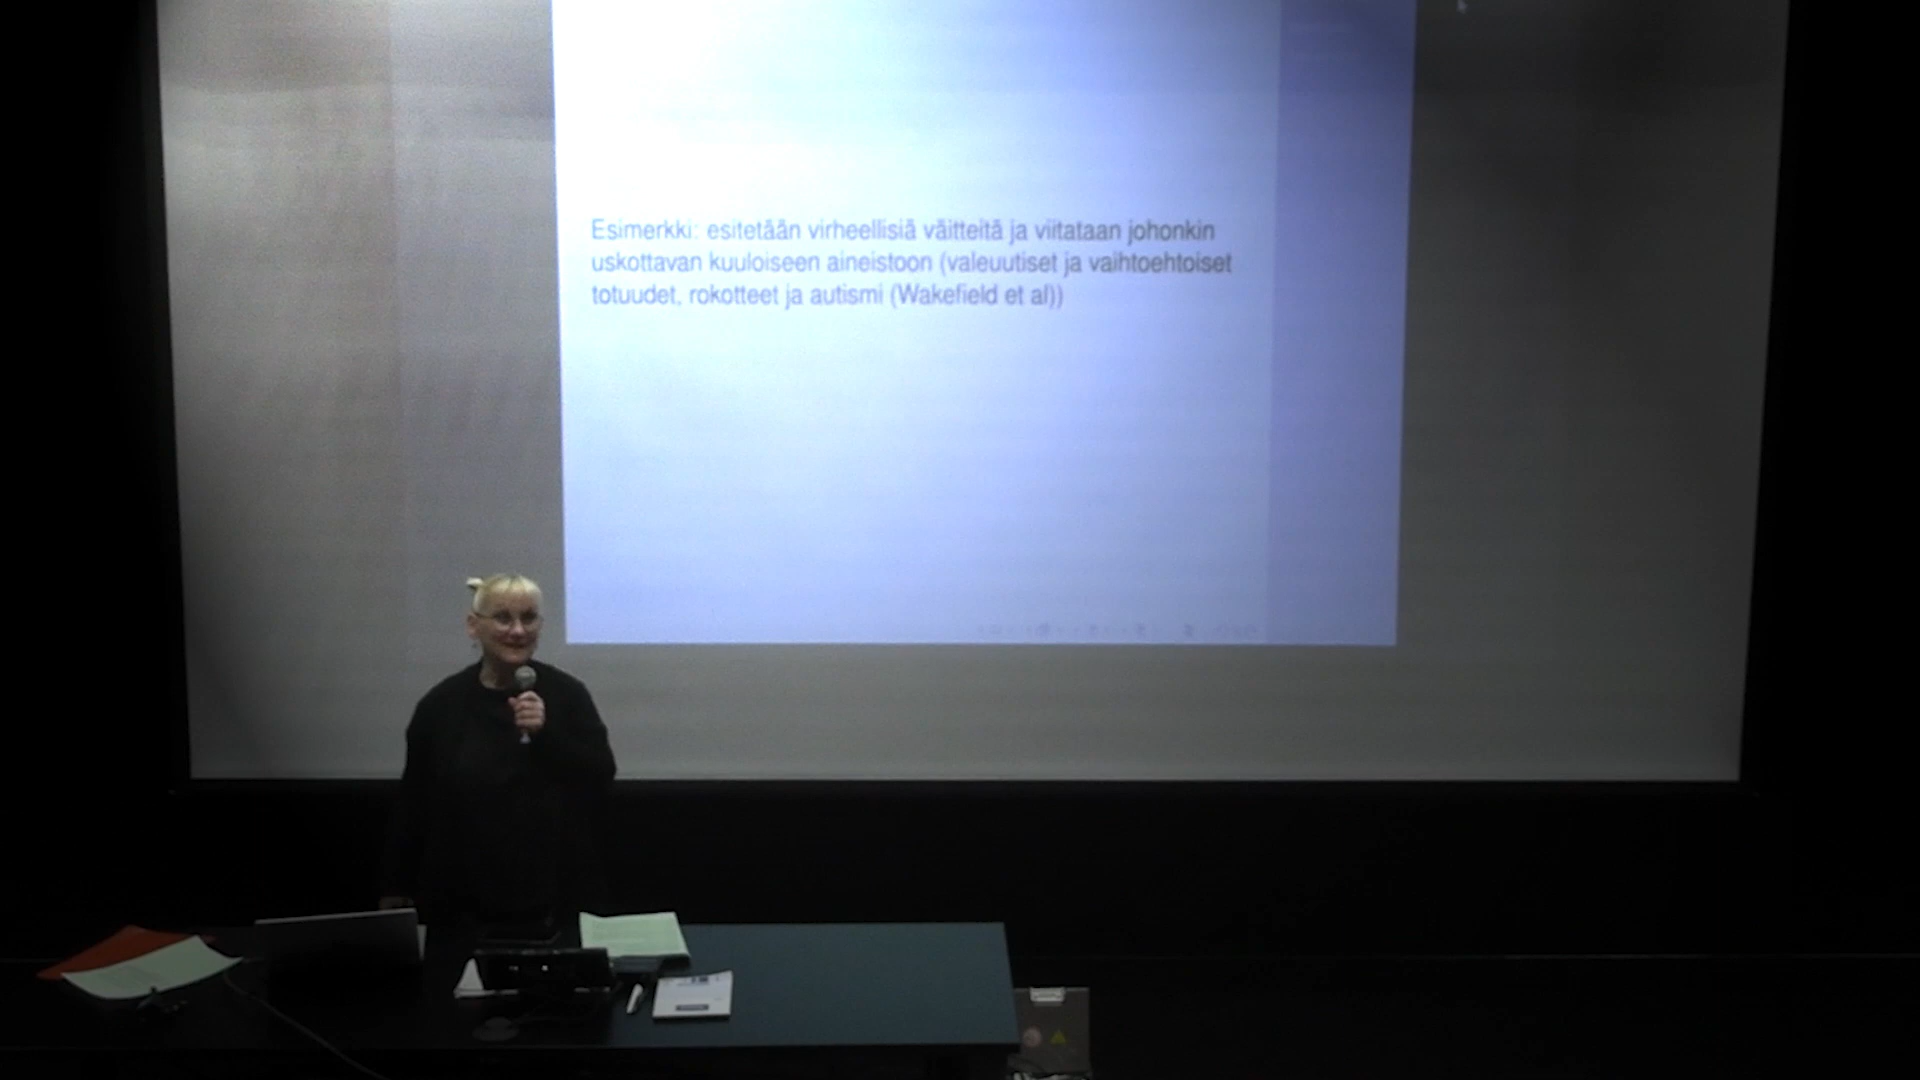 Esimerkki: esitetään virheellisiä väitteitä ja viitataan johonkin
uskottavan kuuloiseen aineistoon (valeuutiset ja vaihtoehtoiset
totuudet, rokotteet ja autismi (Wakefield et al))